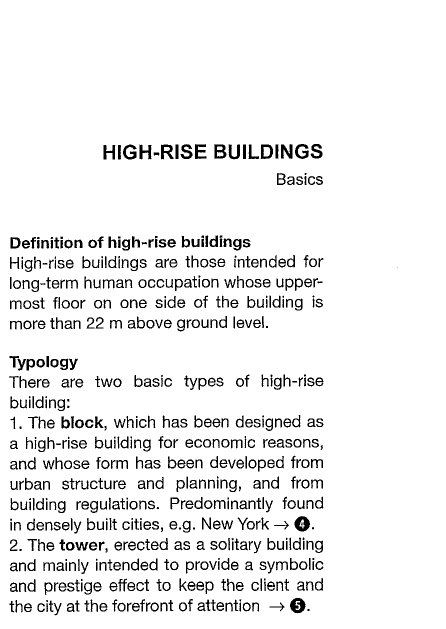 HIGH-RISE BUILDINGS
Basics
Definition of high-rise buildings
High-rise buildings are those intended for
long-term human occupation whose upper-
most floor on one side of the building is
more than 22 m above ground level.
Typology
There are two basic types of high-rise
building:
1. The block, which has been designed as
a high-rise building for economic reasons,
and whose form has been developed from
urban structure and planning, and from
building regulations. Predominantly found
in densely built cities, e.g. New York → ❹.
2. The tower, erected as a solitary building
and mainly intended to provide a symbolic
and prestige effect to keep the client and
the city at the forefront of attention → ❺.